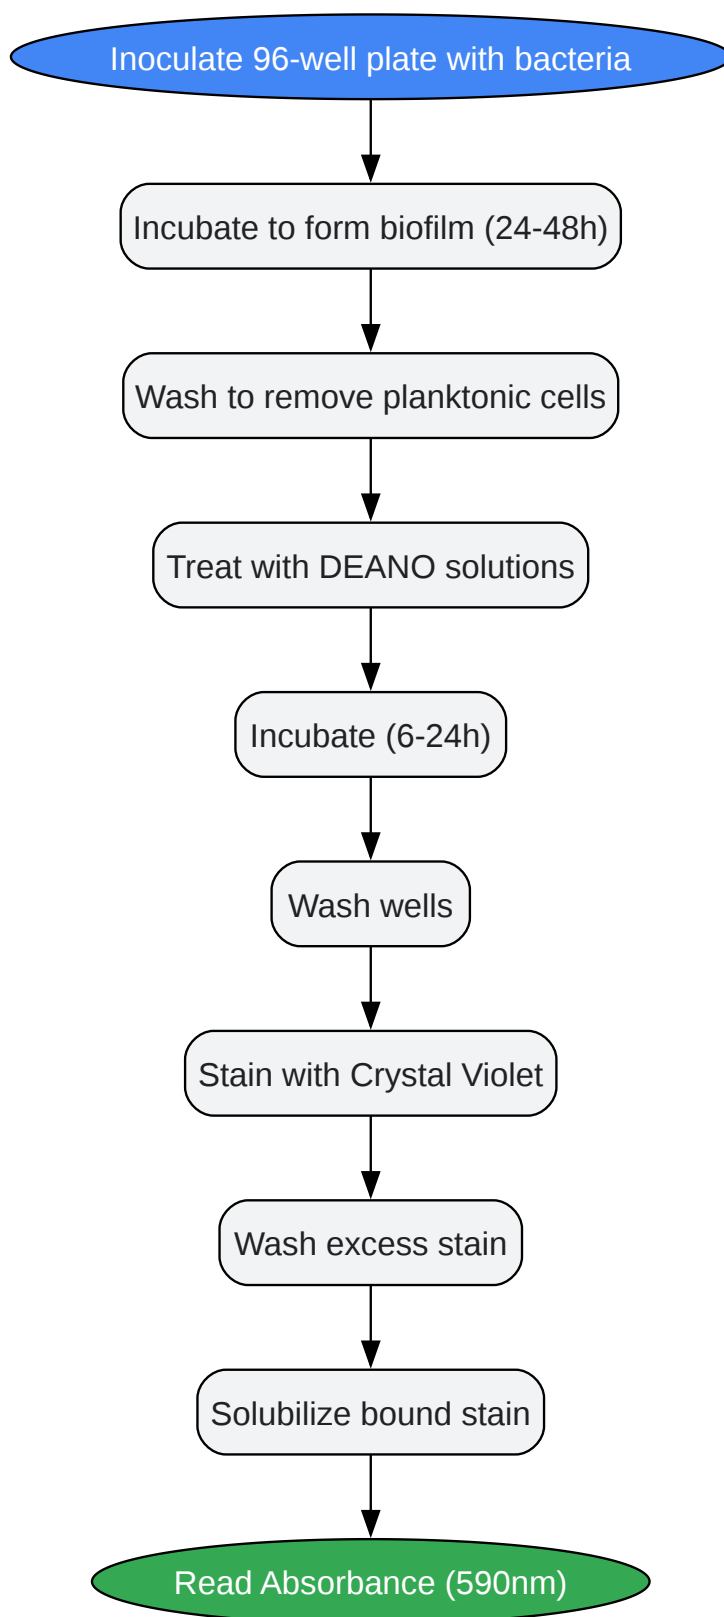 Inoculate 96-well plate with bacteria
Incubate to form biofilm (24-48h)
Wash to remove planktonic cells
Treat with DEANO solutions
Incubate (6-24h)
Wash wells
Stain with Crystal Violet
Wash excess stain
Solubilize bound stain
Read Absorbance (590nm)